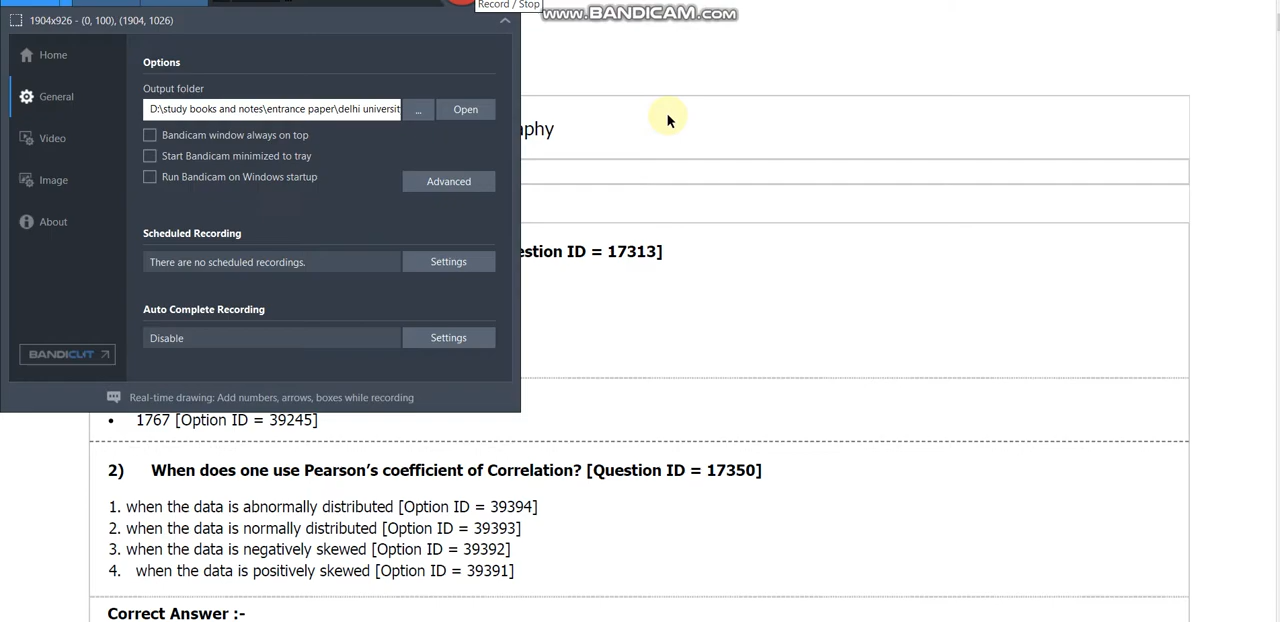 Record / Stop
1904x926 - (0, 100), (1904, 1026)
www.BANDICAM.com
Home
General
Video
Image
About
BANDICUT
Options
Output folder
D:\study books and notes\entrance paper\delhi universit
...
Open
Bandicam window always on top
Start Bandicam minimized to tray
Run Bandicam on Windows startup
Advanced
Scheduled Recording
There are no scheduled recordings.
Settings
Auto Complete Recording
Disable
Settings
Real-time drawing: Add numbers, arrows, boxes while recording
aphy
estion ID = 17313]
• 1767 [Option ID = 39245]
2) When does one use Pearson’s coefficient of Correlation? [Question ID = 17350]
1. when the data is abnormally distributed [Option ID = 39394]
2. when the data is normally distributed [Option ID = 39393]
3. when the data is negatively skewed [Option ID = 39392]
4. when the data is positively skewed [Option ID = 39391]
Correct Answer :-